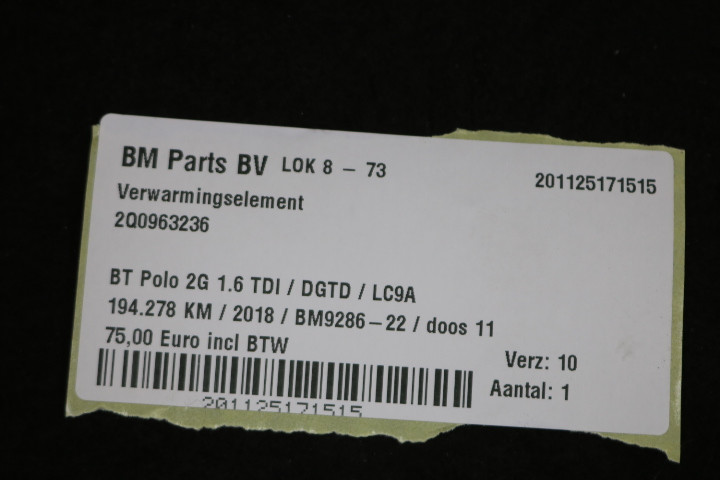 BM Parts BV LOK 8 – 73
201125171515
Verwarmingselement
2Q0963236
BT Polo 2G 1.6 TDI / DGTD / LC9A
194.278 KM / 2018 / BM9286–22 / doos 11
75,00 Euro incl BTW
Verz: 10
Aantal: 1
201125171515